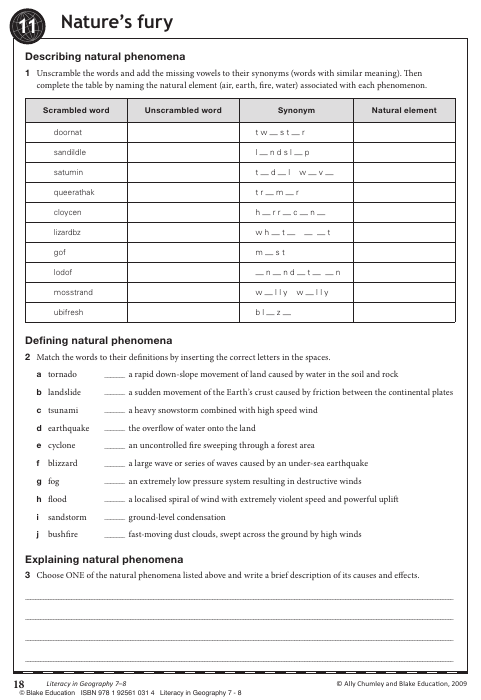 11 Nature's fury
Describing natural phenomena
1 Unscramble the words and add the missing vowels to their synonyms (words with similar meaning). Then
complete the table by naming the natural element (air, earth, fire, water) associated with each phenomenon.
Scrambled word Unscrambled word Synonym Natural element
doornat t w __ s t __ r
sandildle l __ n d s l __ p
satumin t __ d __ l w __ v __
queerathak t r __ m __ r
cloycen h __ r r __ c __ n __
lizardbz w h __ t __ __ __ t
gof m __ s t
lodof __ n __ n d __ t __ __ n
mosstrand w __ l l y w __ l l y
ubifresh b l __ z __
Defining natural phenomena
2 Match the words to their definitions by inserting the correct letters in the spaces.
a tornado _____ a rapid down-slope movement of land caused by water in the soil and rock
b landslide _____ a sudden movement of the Earth's crust caused by friction between the continental plates
c tsunami _____ a heavy snowstorm combined with high speed wind
d earthquake _____ the overflow of water onto the land
e cyclone _____ an uncontrolled fire sweeping through a forest area
f blizzard _____ a large wave or series of waves caused by an under-sea earthquake
g fog _____ an extremely low pressure system resulting in destructive winds
h flood _____ a localised spiral of wind with extremely violent speed and powerful uplift
i sandstorm _____ ground-level condensation
j bushfire _____ fast-moving dust clouds, swept across the ground by high winds
Explaining natural phenomena
3 Choose ONE of the natural phenomena listed above and write a brief description of its causes and effects.
18 Literacy in Geography 7–8 © Ally Chumley and Blake Education, 2009
© Blake Education ISBN 978 1 92561 031 4 Literacy in Geography 7 - 8